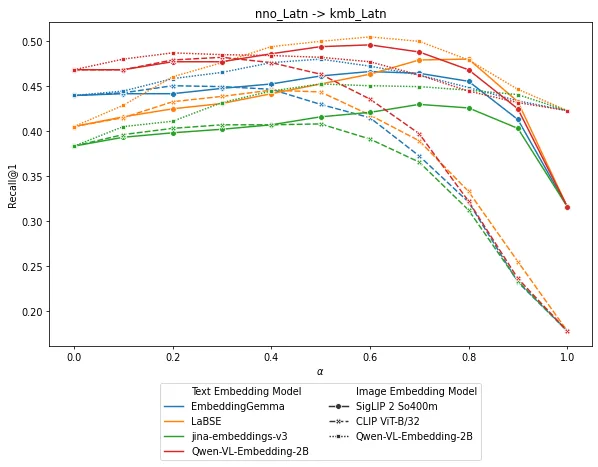 nno_Latn -> kmb_Latn
Recall@1
0.50
0.45
0.40
0.35
0.30
0.25
0.20
0.0 0.2 0.4 0.6 0.8 1.0
α
Text Embedding Model Image Embedding Model
EmbeddingGemma SigLIP 2 So400m
LaBSE CLIP ViT-B/32
jina-embeddings-v3 Qwen-VL-Embedding-2B
Qwen-VL-Embedding-2B